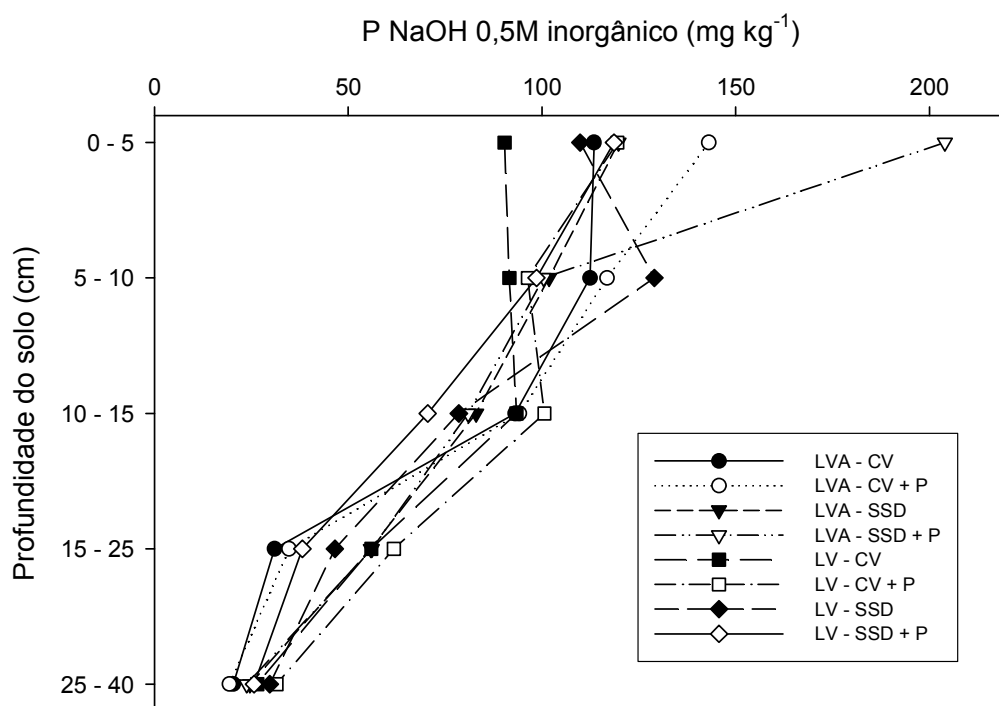 P NaOH 0,5M inorgânico (mg kg⁻¹)
0 50 100 150 200
Profundidade do solo (cm)
0 - 5
5 - 10
10 - 15
15 - 25
25 - 40
LVA - CV
LVA - CV + P
LVA - SSD
LVA - SSD + P
LV - CV
LV - CV + P
LV - SSD
LV - SSD + P